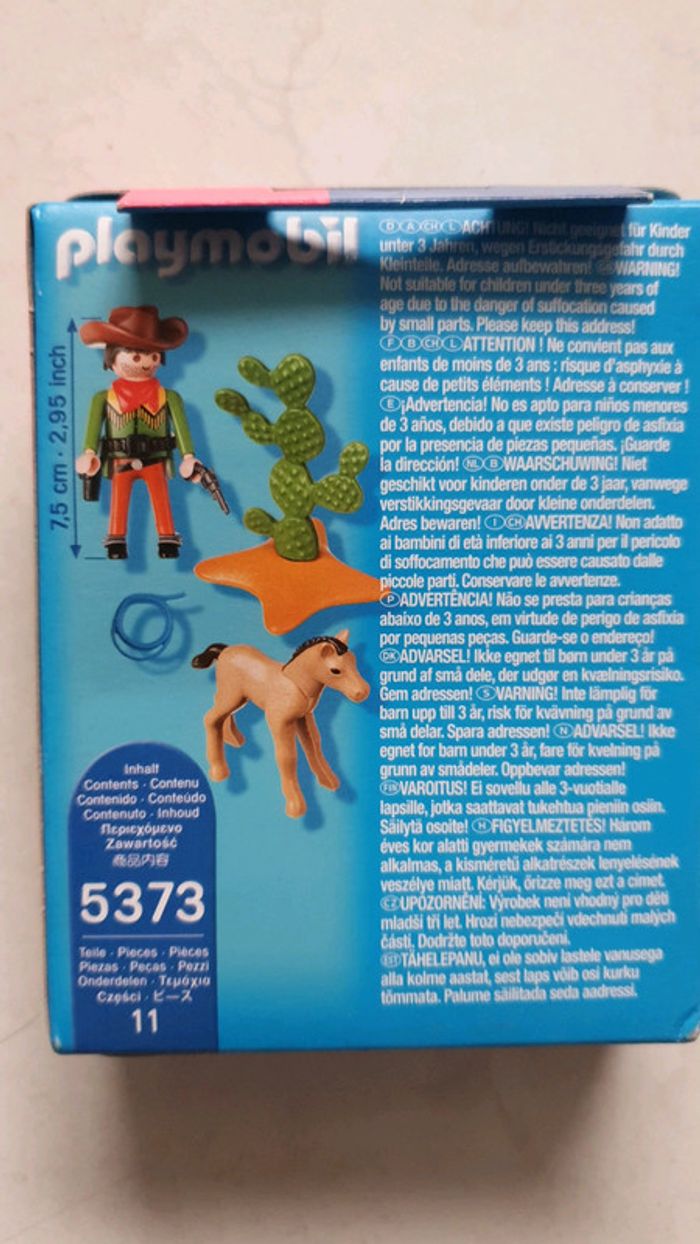 playmobil
7,5 cm · 2,95 inch
Inhalt
Contents · Contenu
Contenido · Conteúdo
Contenuto · Inhoud
Περιεχόμενο
Zawartość
商品内容
5373
Teile · Pieces · Pièces
Piezas · Peças · Pezzi
Onderdelen · Τεμάχια
Części · ピース
11
D A CH L ACHTUNG! Nicht geeignet für Kinder
unter 3 Jahren, wegen Erstickungsgefahr durch
Kleinteile. Adresse aufbewahren! GB WARNING!
Not suitable for children under three years of
age due to the danger of suffocation caused
by small parts. Please keep this address!
F B CH L ATTENTION ! Ne convient pas aux
enfants de moins de 3 ans : risque d'asphyxie à
cause de petits éléments ! Adresse à conserver !
E ¡Advertencia! No es apto para niños menores
de 3 años, debido a que existe peligro de asfixia
por la presencia de piezas pequeñas. ¡Guarde
la dirección! NL B WAARSCHUWING! Niet
geschikt voor kinderen onder de 3 jaar, vanwege
verstikkingsgevaar door kleine onderdelen.
Adres bewaren! I CH AVVERTENZA! Non adatto
ai bambini di età inferiore ai 3 anni per il pericolo
di soffocamento che può essere causato dalle
piccole parti. Conservare le avvertenze.
P ADVERTÊNCIA! Não se presta para crianças
abaixo de 3 anos, em virtude de perigo de asfixia
por pequenas peças. Guarde-se o endereço!
DK ADVARSEL! Ikke egnet til børn under 3 år på
grund af små dele, der udgør en kvælningsrisiko.
Gem adressen! S VARNING! Inte lämplig för
barn upp till 3 år, risk för kvävning på grund av
små delar. Spara adressen! N ADVARSEL! Ikke
egnet for barn under 3 år, fare for kvelning på
grunn av smådeler. Oppbevar adressen!
FIN VAROITUS! Ei sovellu alle 3-vuotialle
lapsille, jotka saattavat tukehtua pieniin osiin.
Säilytä osoite! H FIGYELMEZTETÉS! Három
éves kor alatti gyermekek számára nem
alkalmas, a kisméretű alkatrészek lenyelésének
veszélye miatt. Kérjük, őrizze meg ezt a címet.
CZ UPOZORNĚNÍ: Výrobek není vhodný pro děti
mladší tří let. Hrozí nebezpečí vdechnutí malých
částí. Dodržte toto doporučení.
EST TÄHELEPANU, ei ole sobiv lastele vanusega
alla kolme aastat, sest laps võib osi kurku
tõmmata. Palume säilitada seda aadressi.